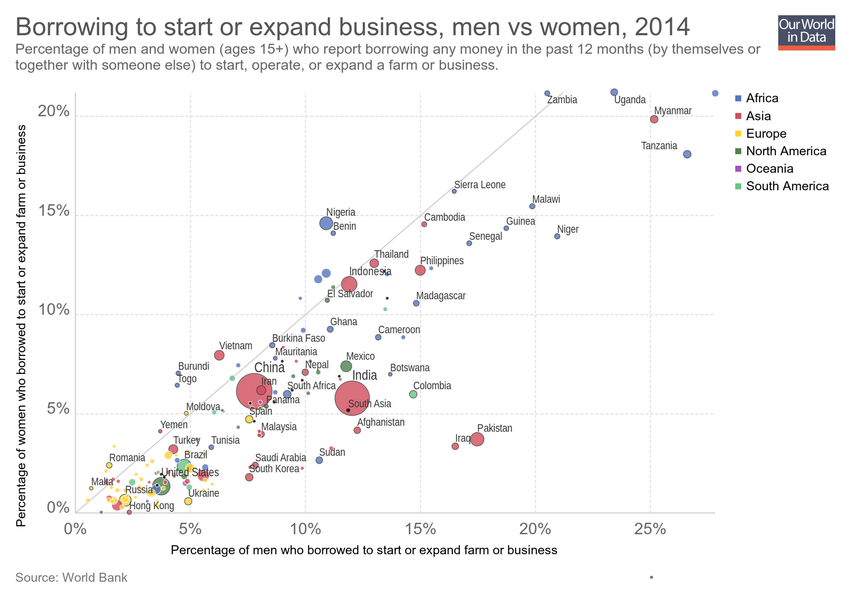 Borrowing to start or expand business, men vs women, 2014
Our World
in Data
Percentage of men and women (ages 15+) who report borrowing any money in the past 12 months (by themselves or
together with someone else) to start, operate, or expand a farm or business.
Percentage of women who borrowed to start or expand farm or business
20%
15%
10%
5%
0%
Zambia
Uganda
Myanmar
Tanzania
Sierra Leone
Malawi
Nigeria
Benin
Cambodia
Guinea
Senegal
Niger
Thailand
Philippines
Indonesia
El Salvador
Madagascar
Ghana
Cameroon
Burkina Faso
Vietnam
Mauritania
Mexico
Burundi
Togo
China
Nepal
India
Botswana
Iran
South Africa
Colombia
Panama
South Asia
Moldova
Spain
Yemen
Malaysia
Afghanistan
Pakistan
Iraq
Turkey
Tunisia
Brazil
Sudan
Romania
Saudi Arabia
South Korea
United States
Malta
Russia
Ukraine
Hong Kong
0%
5%
10%
15%
20%
25%
Percentage of men who borrowed to start or expand farm or business
Africa
Asia
Europe
North America
Oceania
South America
Source: World Bank